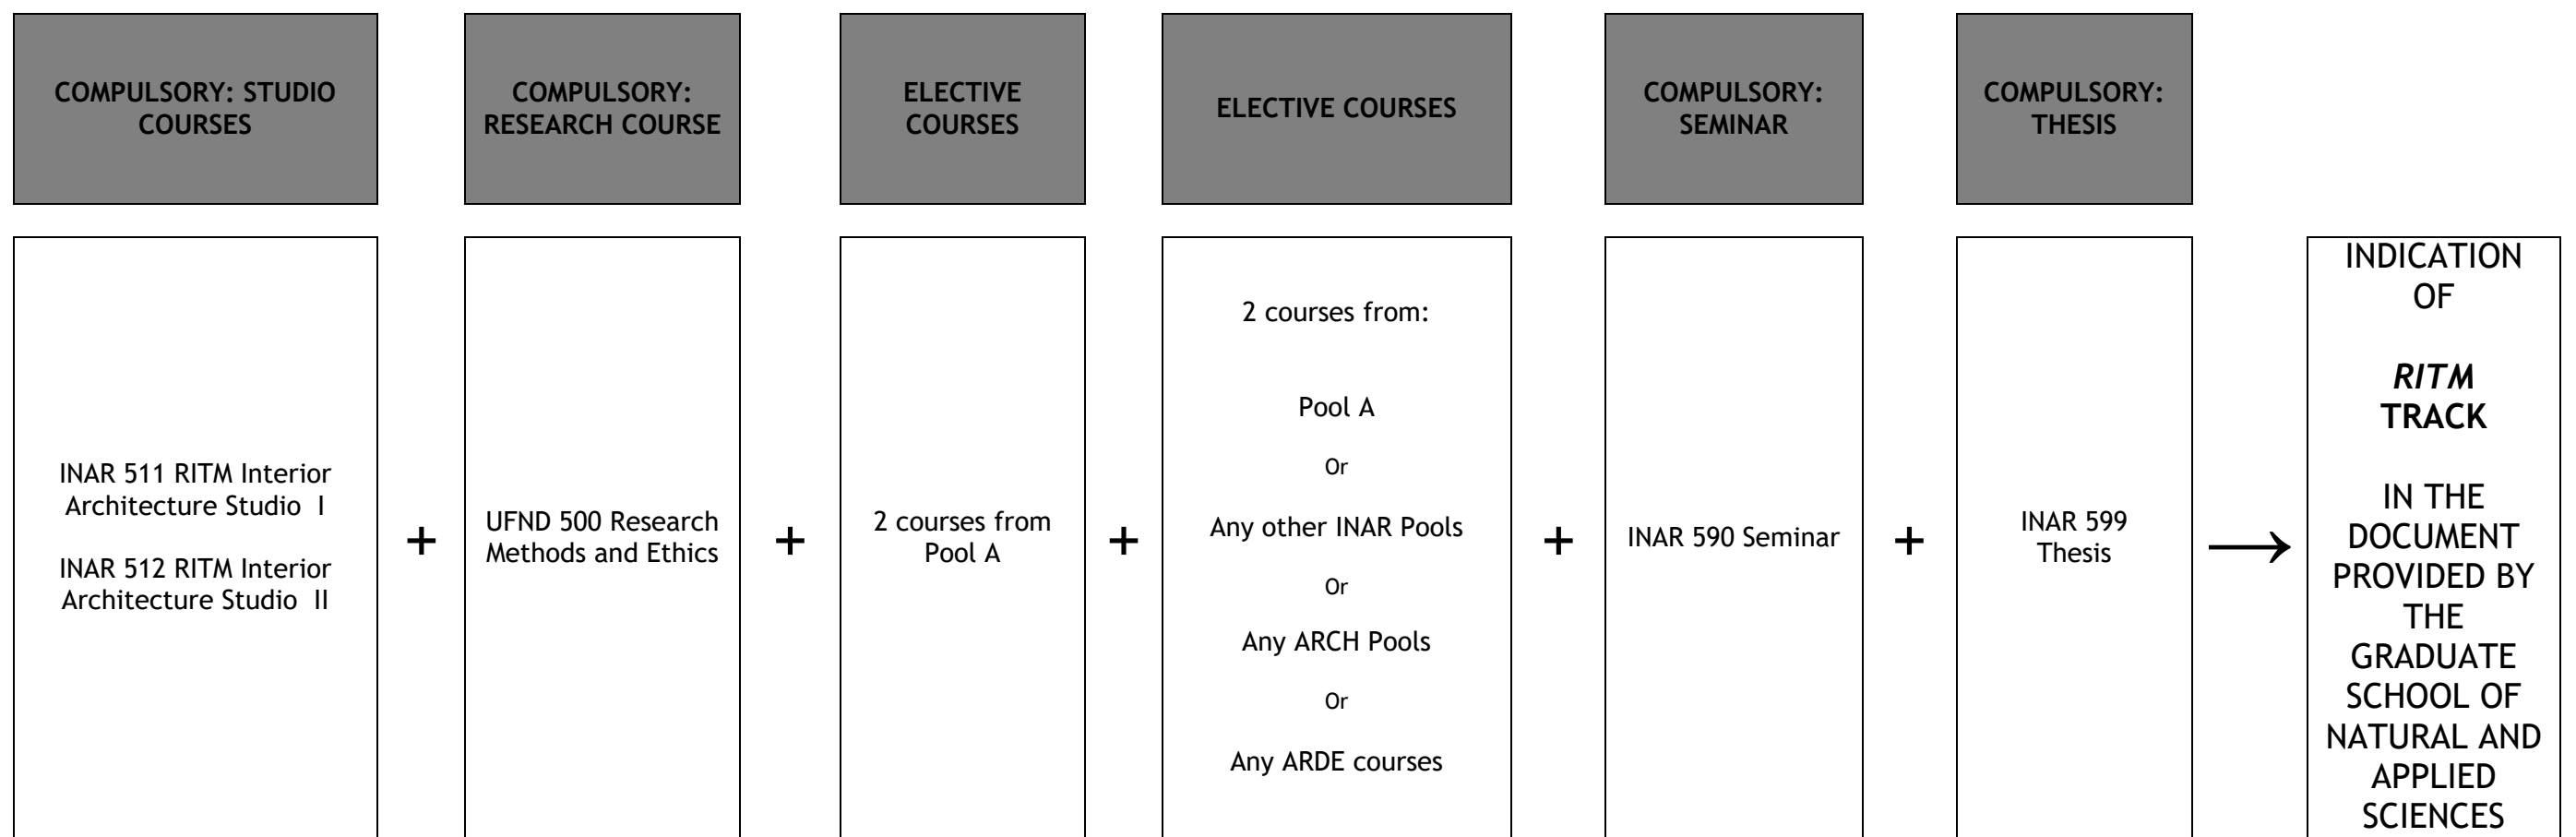 COMPULSORY: STUDIO
COURSES
COMPULSORY:
RESEARCH COURSE
ELECTIVE
COURSES
ELECTIVE COURSES
COMPULSORY:
SEMINAR
COMPULSORY:
THESIS
INAR 511 RITM Interior
Architecture Studio I
INAR 512 RITM Interior
Architecture Studio II
+
UFND 500 Research
Methods and Ethics
+
2 courses from
Pool A
+
2 courses from:
Pool A
Or
Any other INAR Pools
Or
Any ARCH Pools
Or
Any ARDE courses
+
INAR 590 Seminar
+
INAR 599
Thesis
→
INDICATION
OF
RITM
TRACK
IN THE
DOCUMENT
PROVIDED BY
THE
GRADUATE
SCHOOL OF
NATURAL AND
APPLIED
SCIENCES